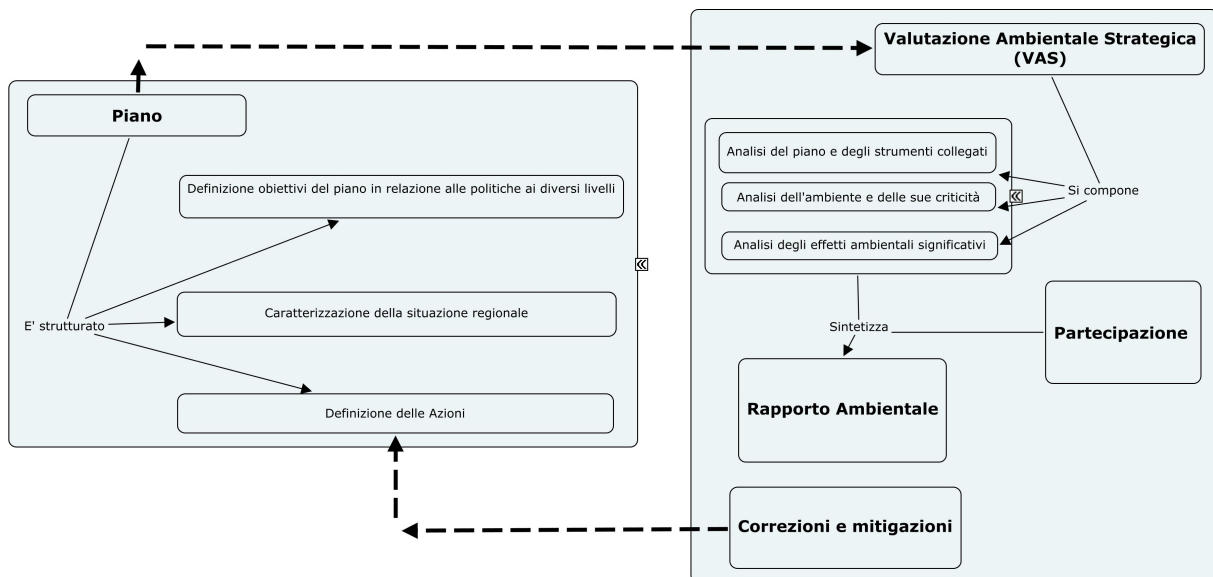 Piano
Definizione obiettivi del piano in relazione alle politiche ai diversi livelli
E' strutturato
Caratterizzazione della situazione regionale
Definizione delle Azioni
Valutazione Ambientale Strategica
(VAS)
Analisi del piano e degli strumenti collegati
Analisi dell'ambiente e delle sue criticità
Analisi degli effetti ambientali significativi
Si compone
Sintetizza
Partecipazione
Rapporto Ambientale
Correzioni e mitigazioni